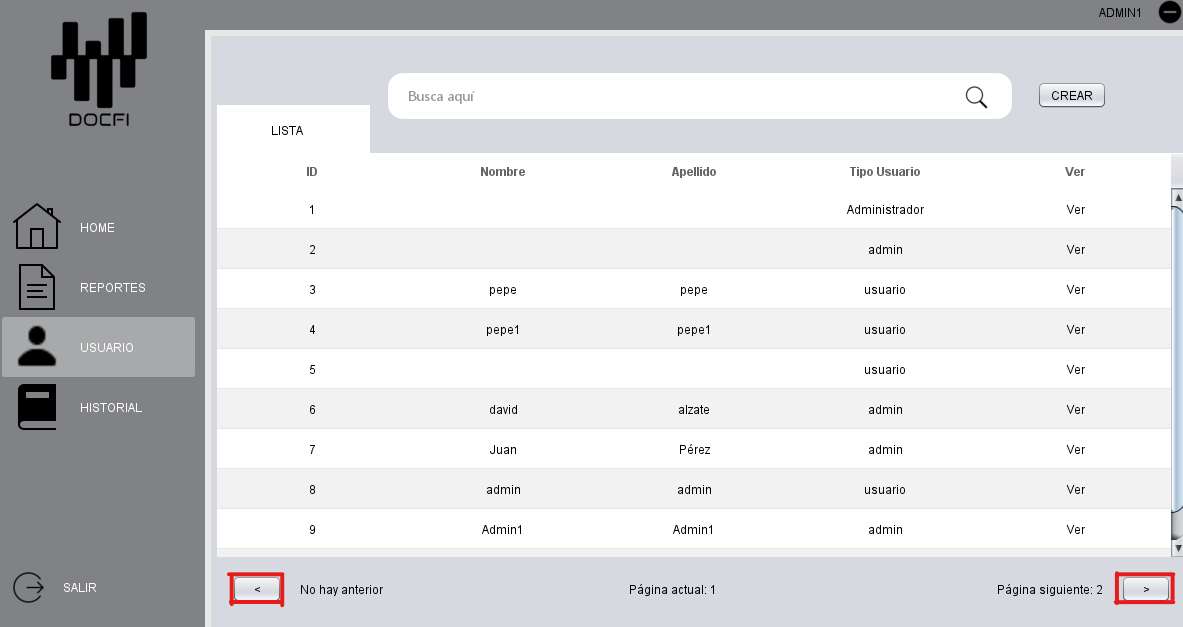 ADMIN1
DOCFI
Busca aquí
CREAR
LISTA
HOME
REPORTES
USUARIO
HISTORIAL
SALIR
ID Nombre Apellido Tipo Usuario Ver
1 Administrador Ver
2 admin Ver
3 pepe pepe usuario Ver
4 pepe1 pepe1 usuario Ver
5 usuario Ver
6 david alzate admin Ver
7 Juan Pérez admin Ver
8 admin admin usuario Ver
9 Admin1 Admin1 admin Ver
< No hay anterior Página actual: 1 Página siguiente: 2 >